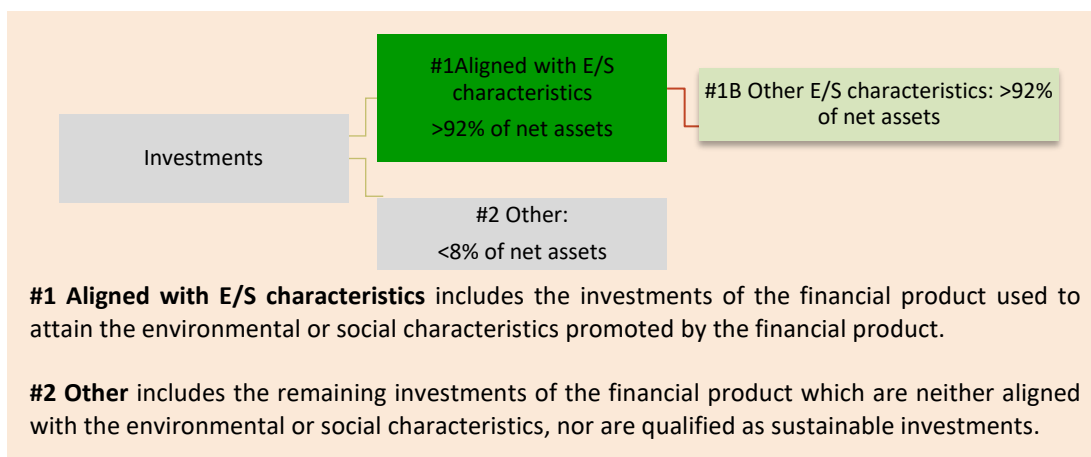 #1Aligned with E/S
characteristics
>92% of net assets
#1B Other E/S characteristics: >92%
of net assets
Investments
#2 Other:
<8% of net assets
#1 Aligned with E/S characteristics includes the investments of the financial product used to
attain the environmental or social characteristics promoted by the financial product.
#2 Other includes the remaining investments of the financial product which are neither aligned
with the environmental or social characteristics, nor are qualified as sustainable investments.